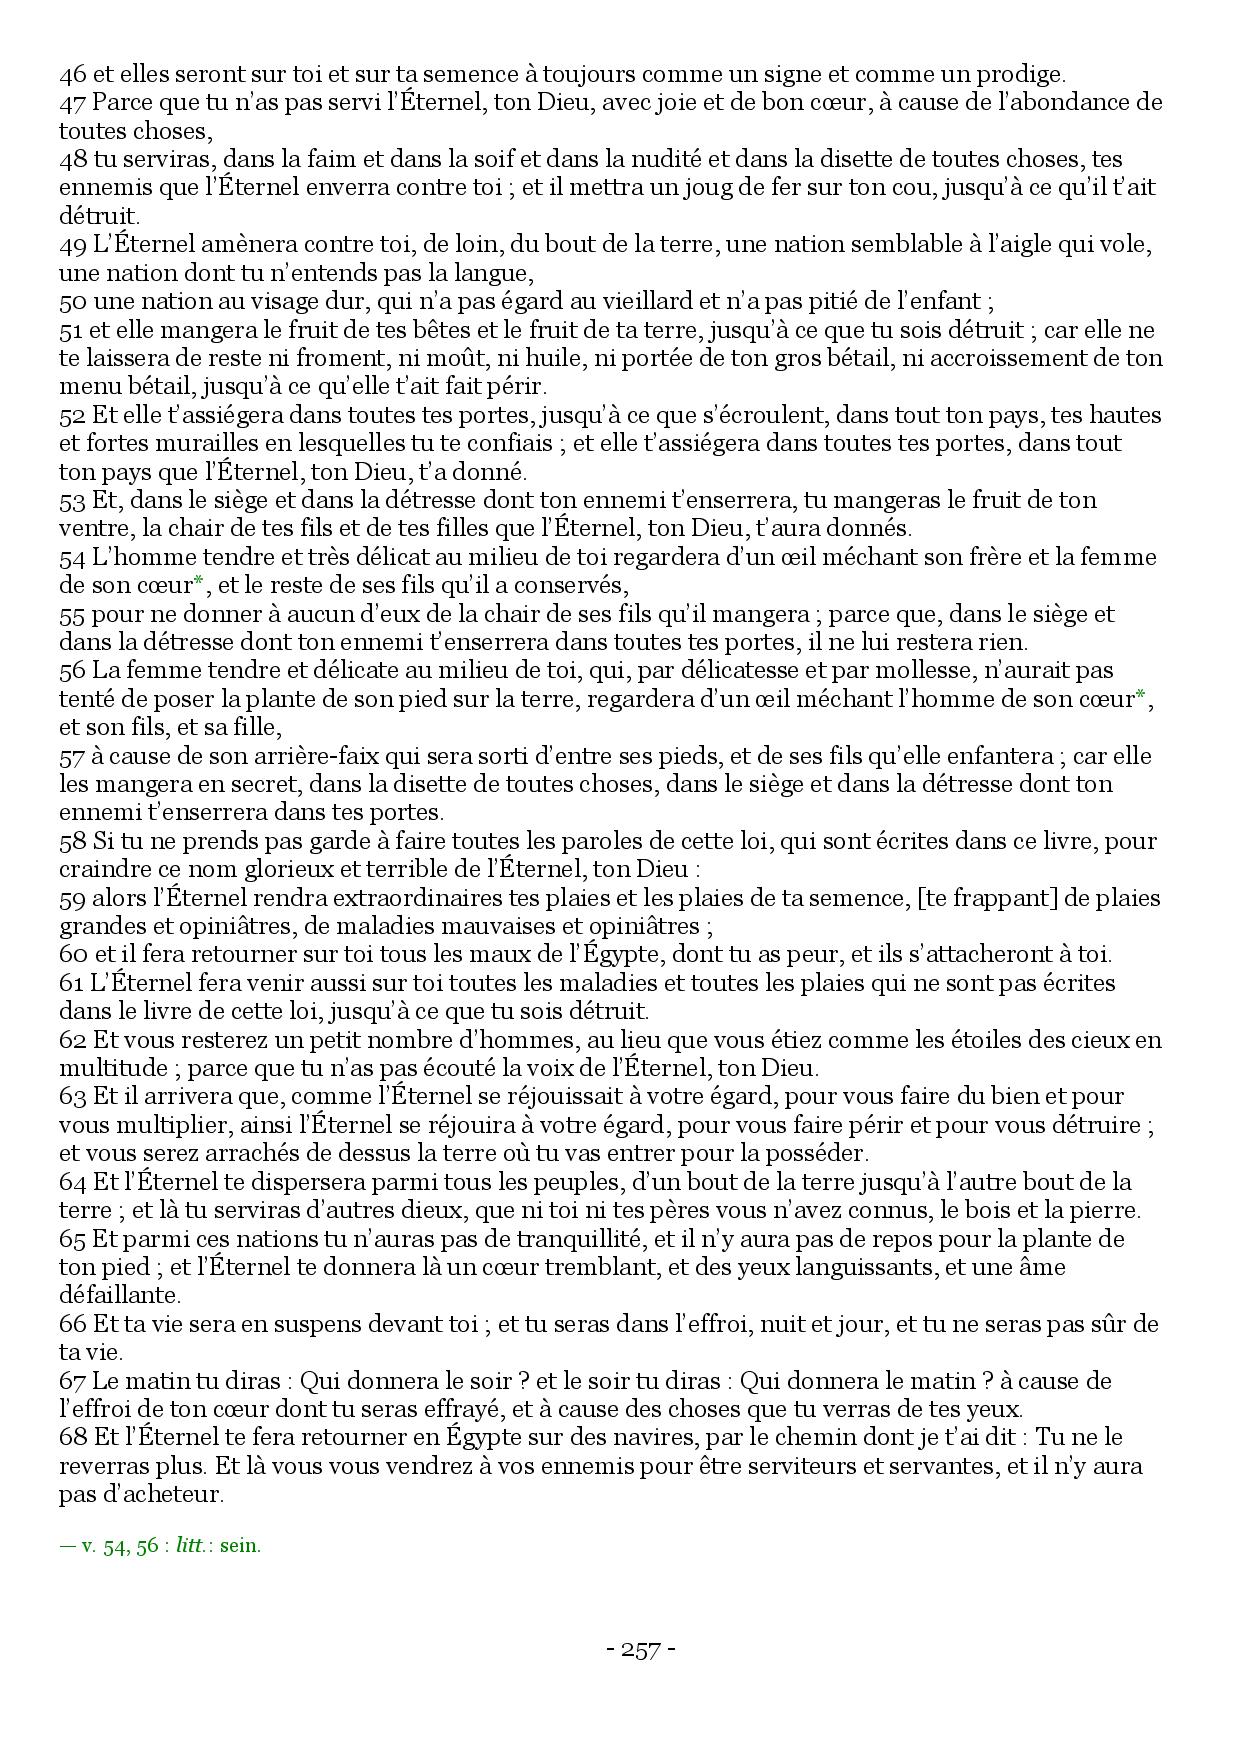 46 et elles seront sur toi et sur ta semence à toujours comme un signe et comme un prodige.
47 Parce que tu n’as pas servi l’Éternel, ton Dieu, avec joie et de bon cœur, à cause de l’abondance de
toutes choses,
48 tu serviras, dans la faim et dans la soif et dans la nudité et dans la disette de toutes choses, tes
ennemis que l’Éternel enverra contre toi ; et il mettra un joug de fer sur ton cou, jusqu’à ce qu’il t’ait
détruit.
49 L’Éternel amènera contre toi, de loin, du bout de la terre, une nation semblable à l’aigle qui vole,
une nation dont tu n’entends pas la langue,
50 une nation au visage dur, qui n’a pas égard au vieillard et n’a pas pitié de l’enfant ;
51 et elle mangera le fruit de tes bêtes et le fruit de ta terre, jusqu’à ce que tu sois détruit ; car elle ne
te laissera de reste ni froment, ni moût, ni huile, ni portée de ton gros bétail, ni accroissement de ton
menu bétail, jusqu’à ce qu’elle t’ait fait périr.
52 Et elle t’assiégera dans toutes tes portes, jusqu’à ce que s’écroulent, dans tout ton pays, tes hautes
et fortes murailles en lesquelles tu te confiais ; et elle t’assiégera dans toutes tes portes, dans tout
ton pays que l’Éternel, ton Dieu, t’a donné.
53 Et, dans le siège et dans la détresse dont ton ennemi t’enserrera, tu mangeras le fruit de ton
ventre, la chair de tes fils et de tes filles que l’Éternel, ton Dieu, t’aura donnés.
54 L’homme tendre et très délicat au milieu de toi regardera d’un œil méchant son frère et la femme
de son cœur*, et le reste de ses fils qu’il a conservés,
55 pour ne donner à aucun d’eux de la chair de ses fils qu’il mangera ; parce que, dans le siège et
dans la détresse dont ton ennemi t’enserrera dans toutes tes portes, il ne lui restera rien.
56 La femme tendre et délicate au milieu de toi, qui, par délicatesse et par mollesse, n’aurait pas
tenté de poser la plante de son pied sur la terre, regardera d’un œil méchant l’homme de son cœur*,
et son fils, et sa fille,
57 à cause de son arrière-faix qui sera sorti d’entre ses pieds, et de ses fils qu’elle enfantera ; car elle
les mangera en secret, dans la disette de toutes choses, dans le siège et dans la détresse dont ton
ennemi t’enserrera dans tes portes.
58 Si tu ne prends pas garde à faire toutes les paroles de cette loi, qui sont écrites dans ce livre, pour
craindre ce nom glorieux et terrible de l’Éternel, ton Dieu :
59 alors l’Éternel rendra extraordinaires tes plaies et les plaies de ta semence, [te frappant] de plaies
grandes et opiniâtres, de maladies mauvaises et opiniâtres ;
60 et il fera retourner sur toi tous les maux de l’Égypte, dont tu as peur, et ils s’attacheront à toi.
61 L’Éternel fera venir aussi sur toi toutes les maladies et toutes les plaies qui ne sont pas écrites
dans le livre de cette loi, jusqu’à ce que tu sois détruit.
62 Et vous resterez un petit nombre d’hommes, au lieu que vous étiez comme les étoiles des cieux en
multitude ; parce que tu n’as pas écouté la voix de l’Éternel, ton Dieu.
63 Et il arrivera que, comme l’Éternel se réjouissait à votre égard, pour vous faire du bien et pour
vous multiplier, ainsi l’Éternel se réjouira à votre égard, pour vous faire périr et pour vous détruire ;
et vous serez arrachés de dessus la terre où tu vas entrer pour la posséder.
64 Et l’Éternel te dispersera parmi tous les peuples, d’un bout de la terre jusqu’à l’autre bout de la
terre ; et là tu serviras d’autres dieux, que ni toi ni tes pères vous n’avez connus, le bois et la pierre.
65 Et parmi ces nations tu n’auras pas de tranquillité, et il n’y aura pas de repos pour la plante de
ton pied ; et l’Éternel te donnera là un cœur tremblant, et des yeux languissants, et une âme
défaillante.
66 Et ta vie sera en suspens devant toi ; et tu seras dans l’effroi, nuit et jour, et tu ne seras pas sûr de
ta vie.
67 Le matin tu diras : Qui donnera le soir ? et le soir tu diras : Qui donnera le matin ? à cause de
l’effroi de ton cœur dont tu seras effrayé, et à cause des choses que tu verras de tes yeux.
68 Et l’Éternel te fera retourner en Égypte sur des navires, par le chemin dont je t’ai dit : Tu ne le
reverras plus. Et là vous vous vendrez à vos ennemis pour être serviteurs et servantes, et il n’y aura
pas d’acheteur.
— v. 54, 56 : litt.: sein.
- 257 -